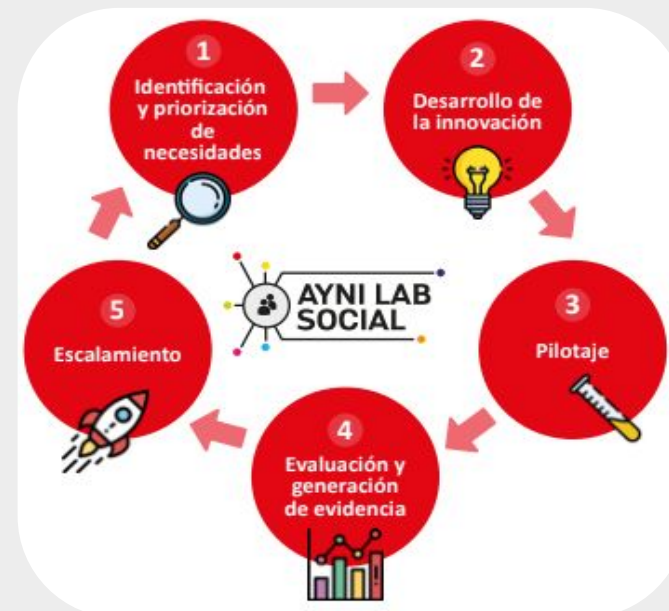 1
Identificación
y priorización
de
necesidades
2
Desarrollo de
la innovación
3
Pilotaje
4
Evaluación y
generación
de evidencia
5
Escalamiento
AYNI LAB
SOCIAL